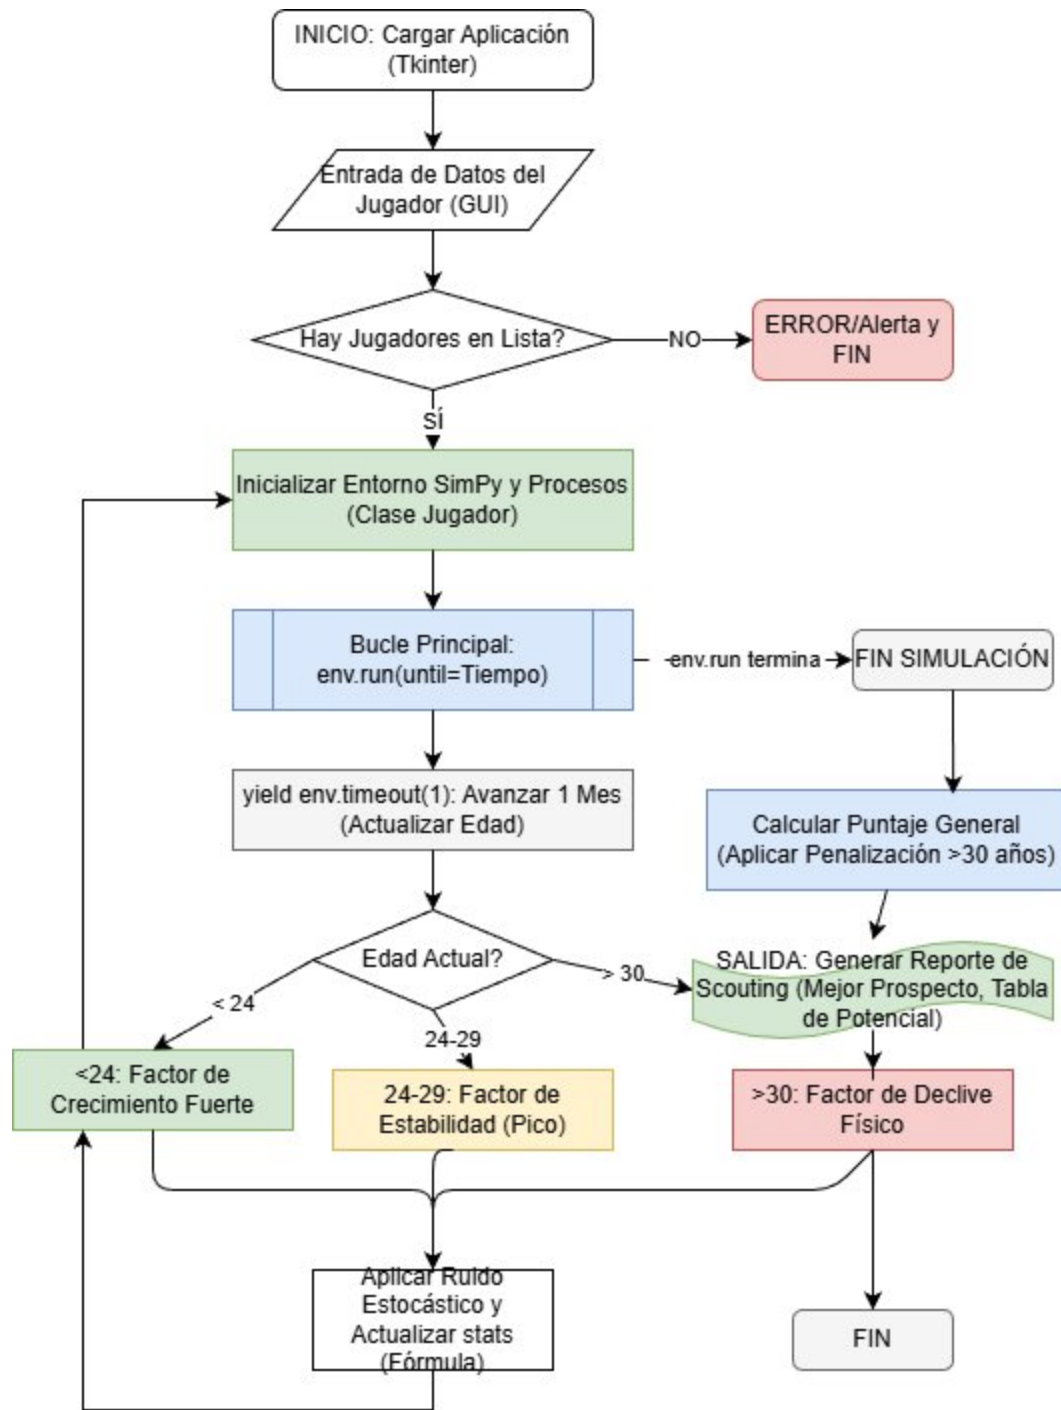 INICIO: Cargar Aplicación
(Tkinter)
Entrada de Datos del
Jugador (GUI)
Hay Jugadores en Lista?
NO
ERROR/Alerta y
FIN
SÍ
Inicializar Entorno SimPy y Procesos
(Clase Jugador)
Bucle Principal:
env.run(until=Tiempo)
-env.run termina
FIN SIMULACIÓN
yield env.timeout(1): Avanzar 1 Mes
(Actualizar Edad)
Calcular Puntaje General
(Aplicar Penalización >30 años)
Edad Actual?
< 24
24-29
> 30
SALIDA: Generar Reporte de
Scouting (Mejor Prospecto, Tabla
de Potencial)
<24: Factor de
Crecimiento Fuerte
24-29: Factor de
Estabilidad (Pico)
>30: Factor de Declive
Físico
Aplicar Ruido
Estocástico y
Actualizar stats
(Fórmula)
FIN